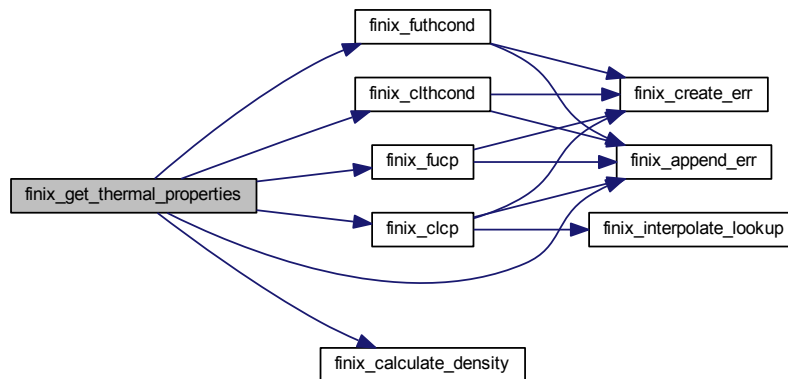 finix_futhcond
finix_create_err
finix_clthcond
finix_append_err
finix_fucp
finix_get_thermal_properties
finix_clcp
finix_interpolate_lookup
finix_calculate_density